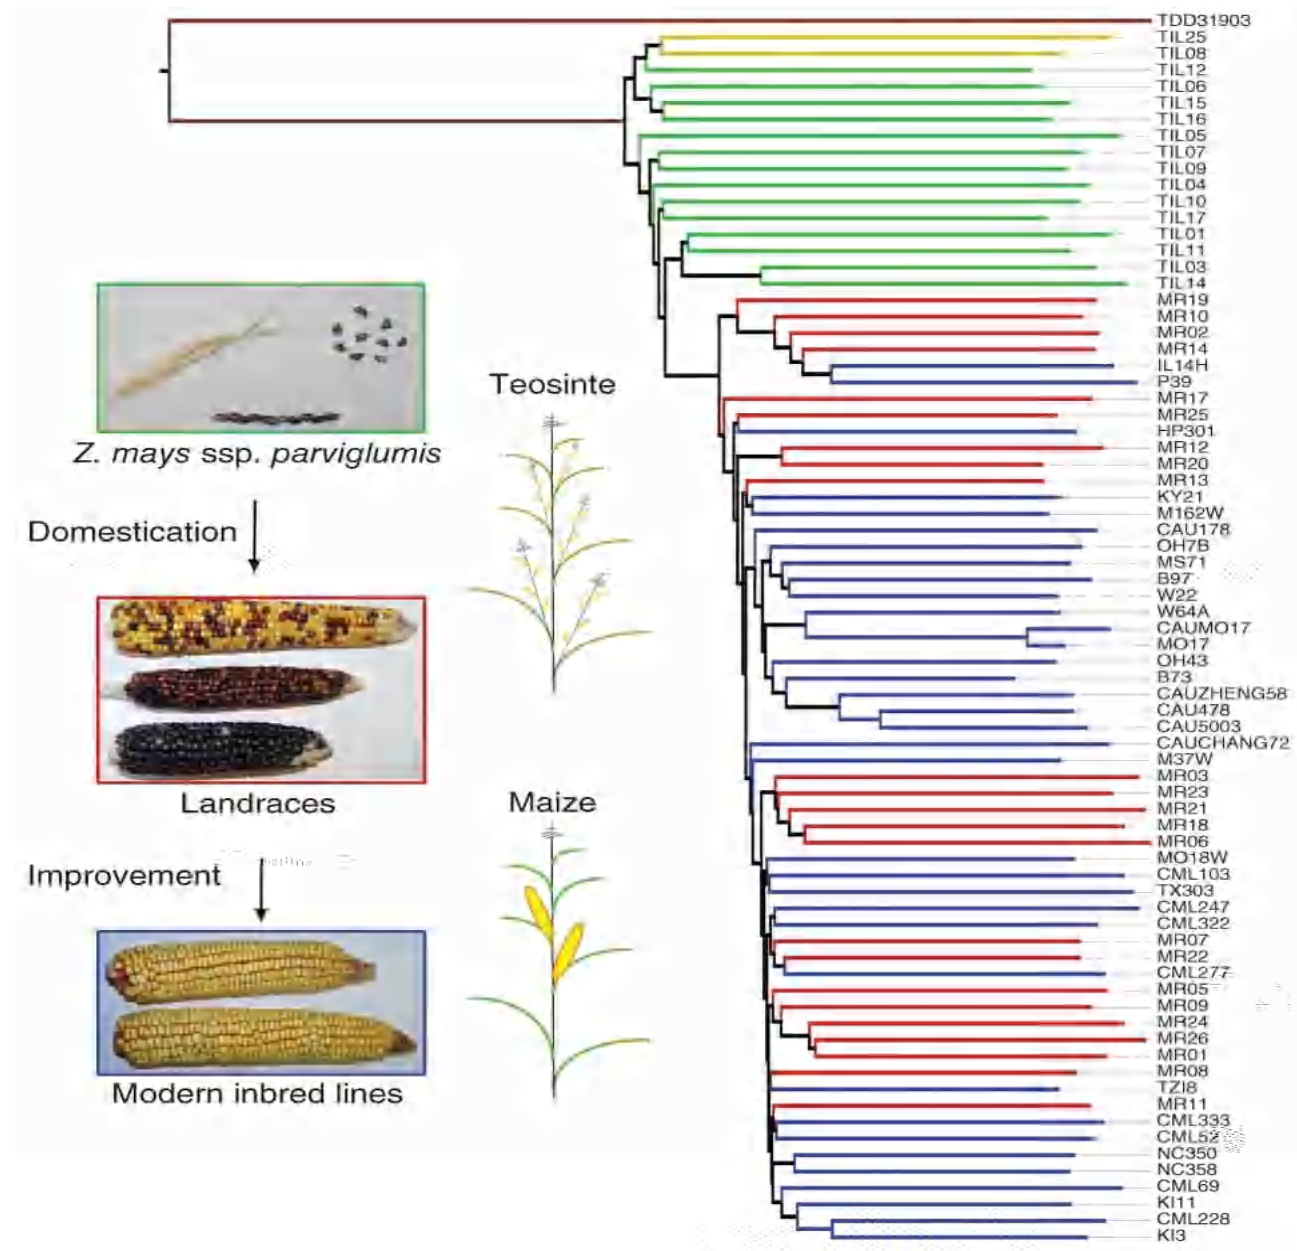 Z. mays ssp. parviglumis
Domestication
Landraces
Improvement
Modern inbred lines
Teosinte
Maize
TDD31903
TIL25
TIL08
TIL12
TIL06
TIL15
TIL16
TIL05
TIL07
TIL09
TIL04
TIL10
TIL17
TIL01
TIL11
TIL03
TIL14
MR19
MR10
MR02
MR14
IL14H
P39
MR17
MR25
HP301
MR12
MR20
MR13
KY21
M162W
CAU178
OH7B
MS71
B97
W22
W64A
CAUMO17
MO17
OH43
B73
CAUZHENG58
CAU478
CAU5003
CAUCHANG72
M37W
MR03
MR23
MR21
MR18
MR06
MO18W
CML103
TX303
CML247
CML322
MR07
MR22
CML277
MR05
MR09
MR24
MR26
MR01
MR08
TZI8
MR11
CML333
CML52
NC350
NC358
CML69
KI11
CML228
KI3